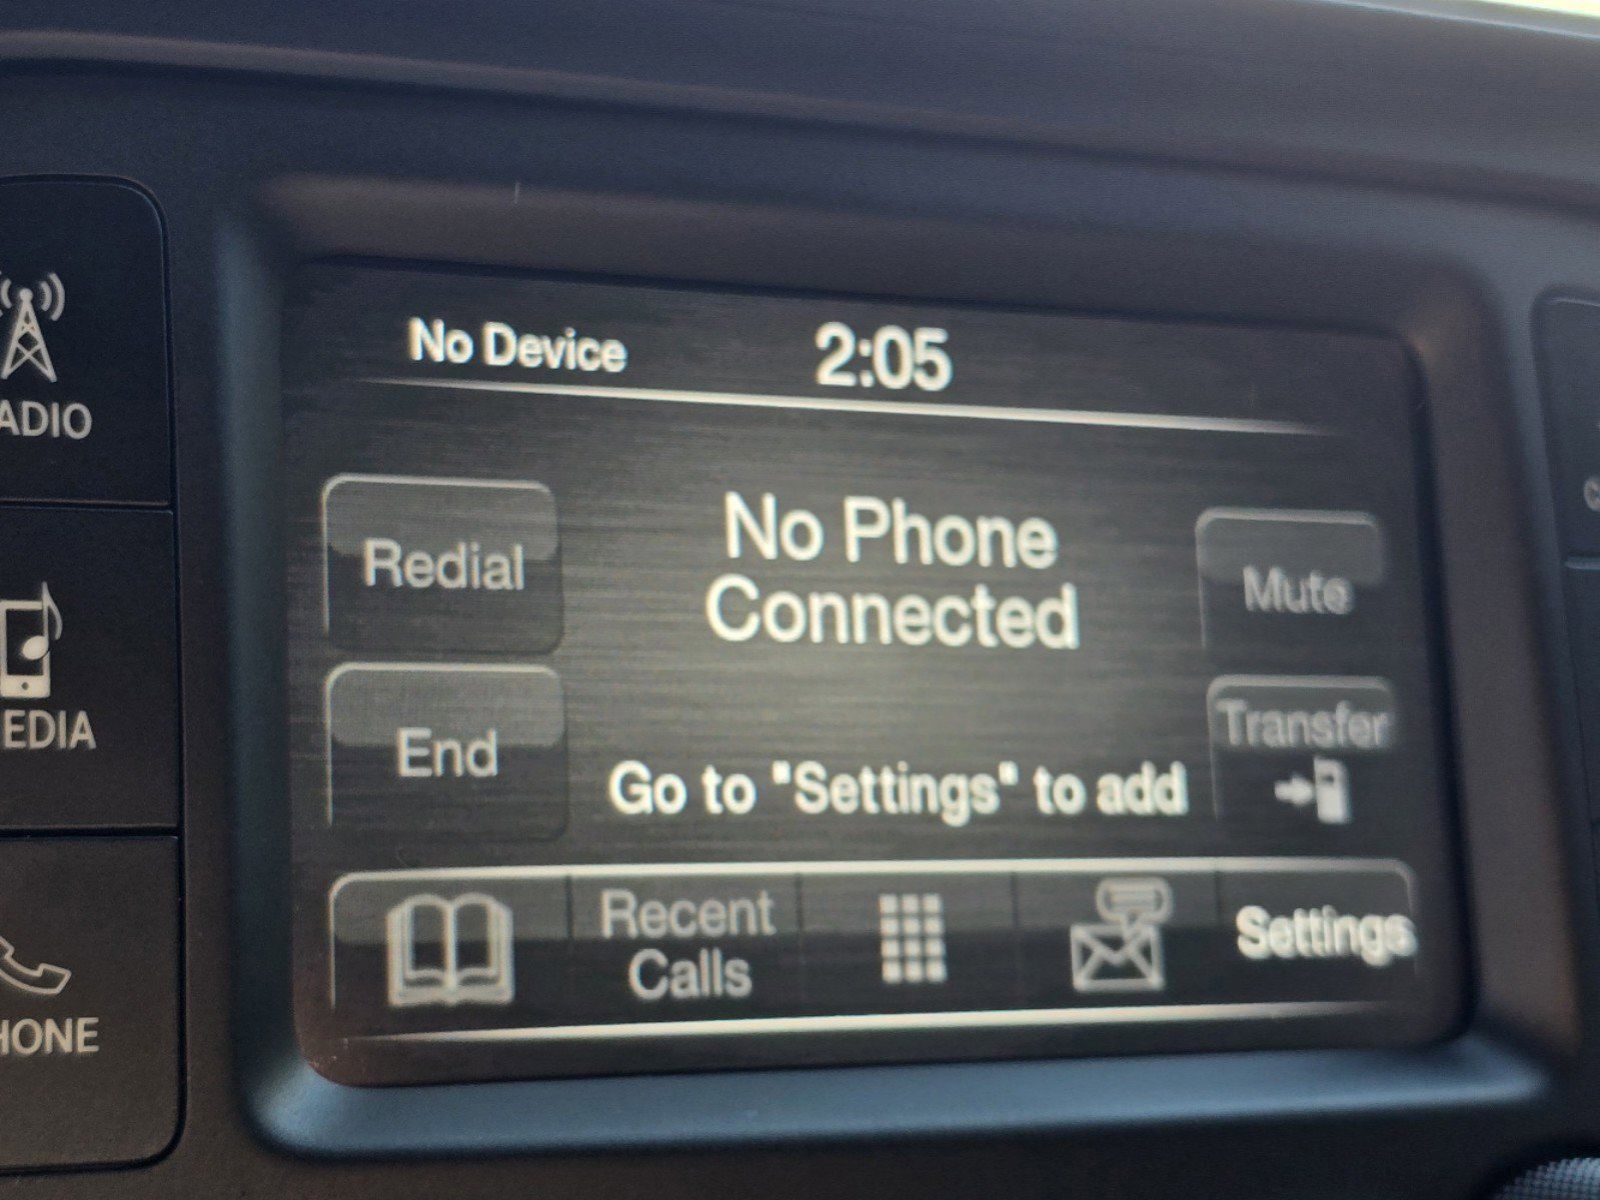 No Device 2:05
ADIO
Redial
No Phone
Connected
Mute
EDIA
End
Go to "Settings" to add
Transfer
Recent
Calls
Settings
HONE